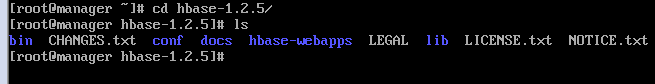 [root@manager ~]# cd hbase-1.2.5/
[root@manager hbase-1.2.5]# ls
bin CHANGES.txt conf docs hbase-webapps LEGAL lib LICENSE.txt NOTICE.txt
[root@manager hbase-1.2.5]#